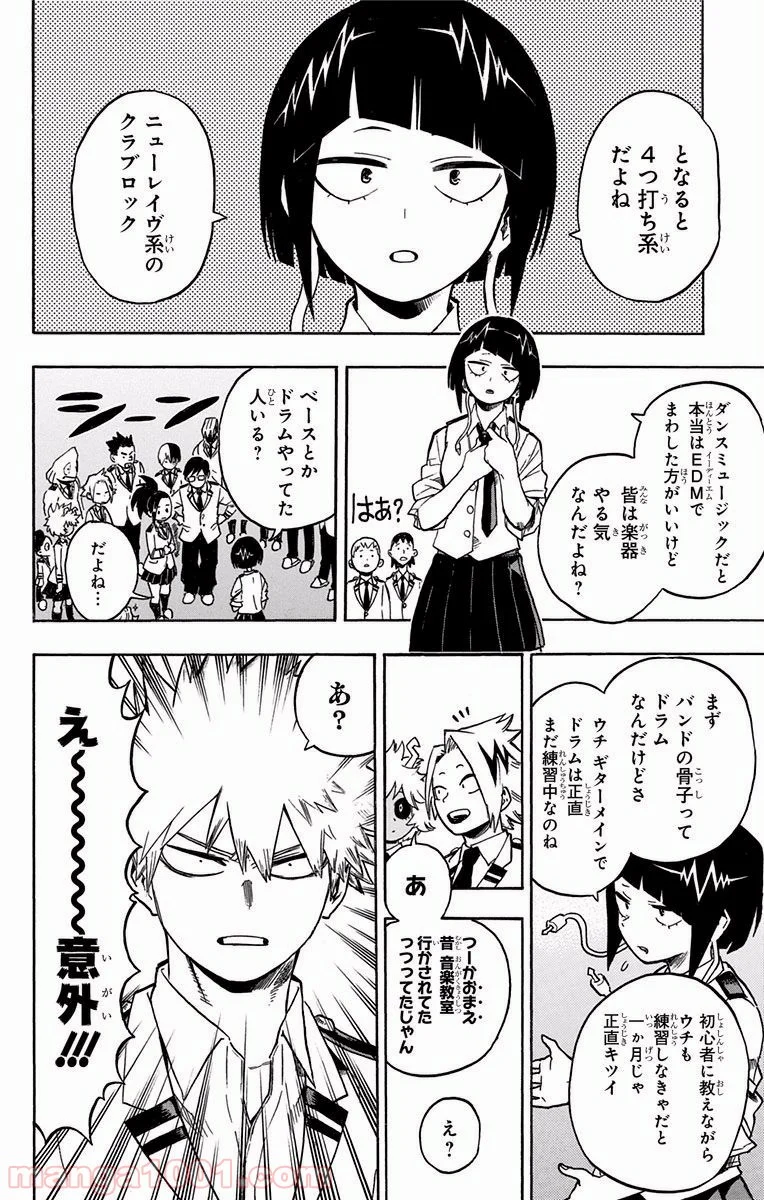 となると
4つ打ち系
だよね
ニューレイヴ系の
クラブロック
ダンスミュージックだと
本当はEDMで
まわした方がいいけど
皆は楽器
やる気
なんだよね?
はあ?
ベースとか
ドラムやってた
人いる?
シーン
だよね…
まず
バンドの骨子って
ドラム
なんだけどさ
ウチ ギターメインで
ドラムは正直
まだ練習中なのね
初心者に教えながら
ウチも
練習しなきゃだと
一か月じゃ
正直キツイ
あ
つーかおまえ
昔 音楽教室
行かされてた
つつってたじゃん
え?
あ?
え〜〜〜〜意外!!!
manga1001.com